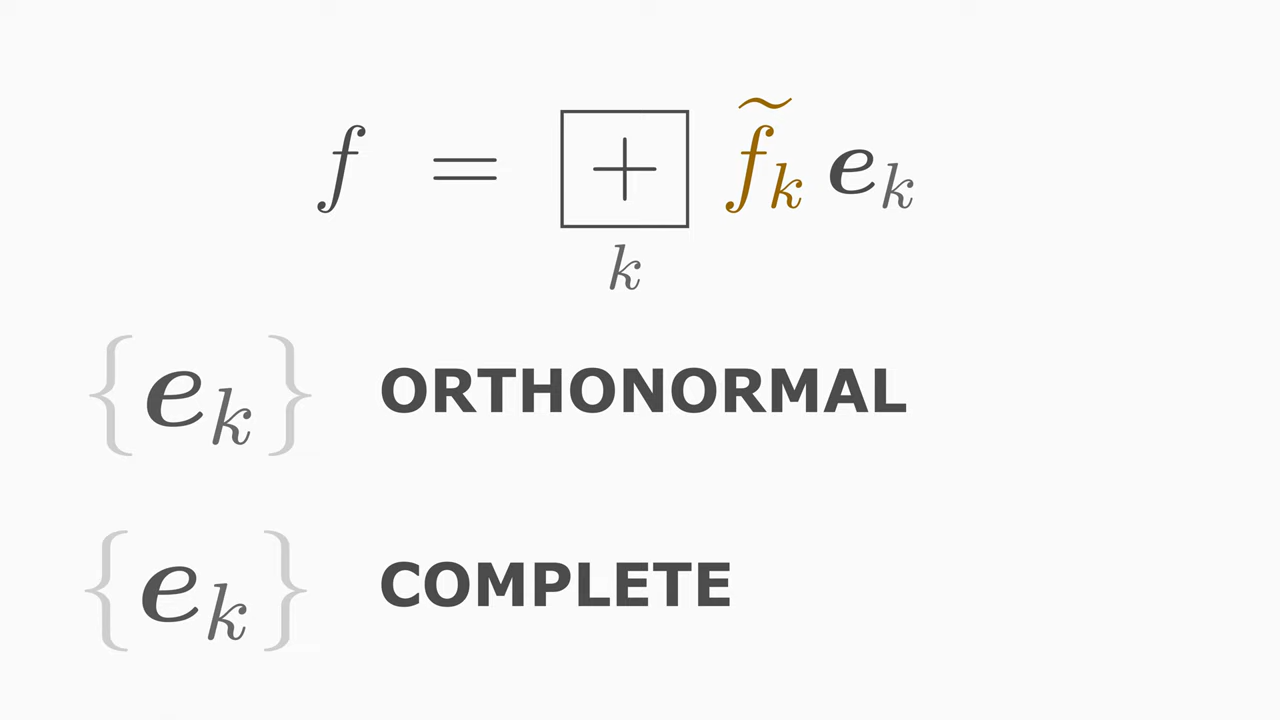 f = ⊞ f̃ₖ eₖ
k
{eₖ} ORTHONORMAL
{eₖ} COMPLETE